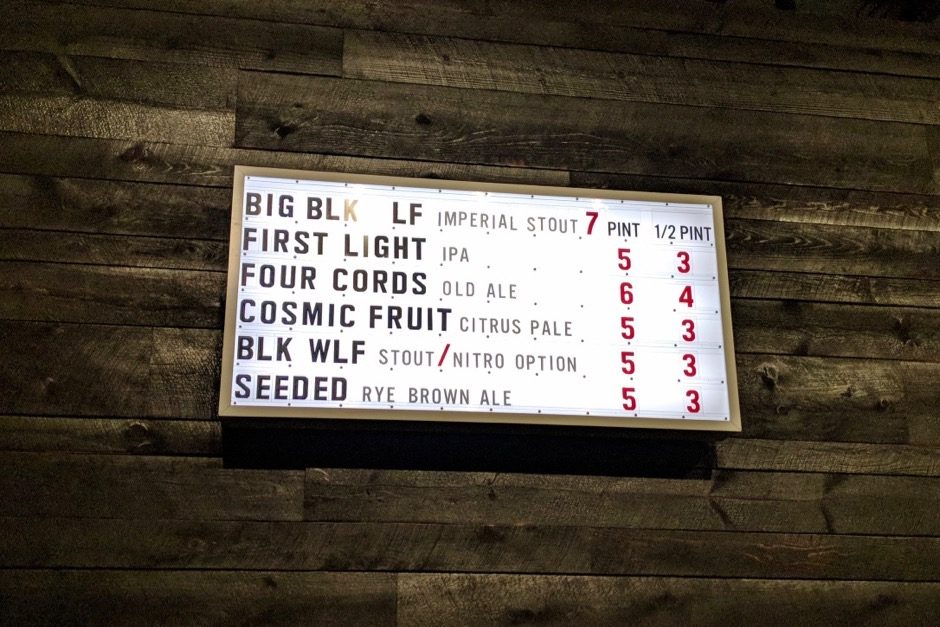 BIG BLK LF IMPERIAL STOUT 7 PINT 1/2 PINT
FIRST LIGHT IPA 5 3
FOUR CORDS OLD ALE 6 4
COSMIC FRUIT CITRUS PALE 5 3
BLK WLF STOUT/NITRO OPTION 5 3
SEEDED RYE BROWN ALE 5 3